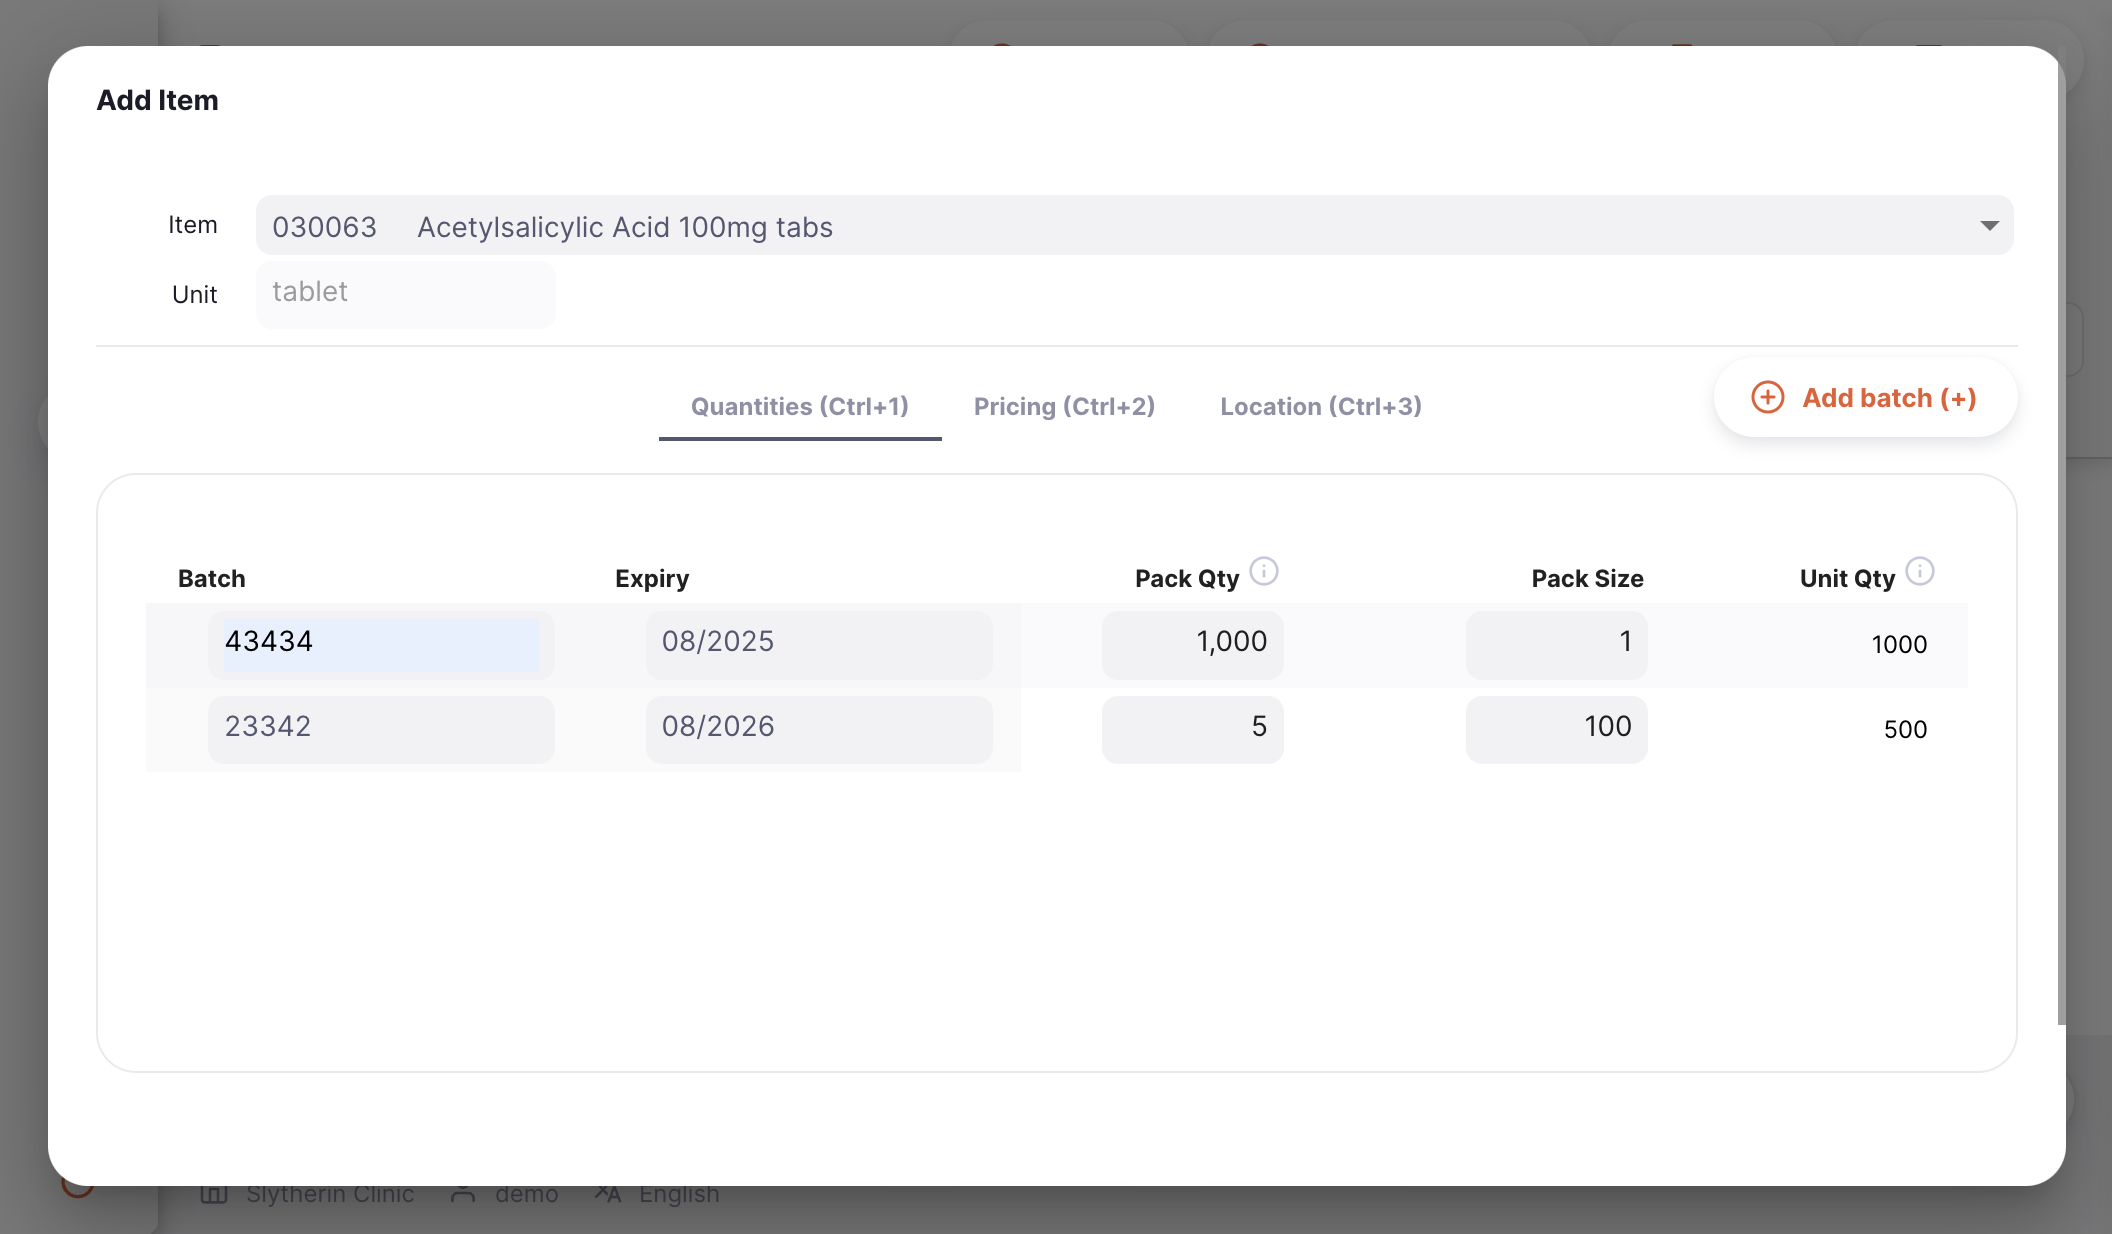 Add Item
Item 030063 Acetylsalicylic Acid 100mg tabs
Unit tablet
Quantities (Ctrl+1) Pricing (Ctrl+2) Location (Ctrl+3) Add batch (+)
Batch Expiry Pack Qty Pack Size Unit Qty
43434 08/2025 1,000 1 1000
23342 08/2026 5 100 500
Slytherin Clinic demo English